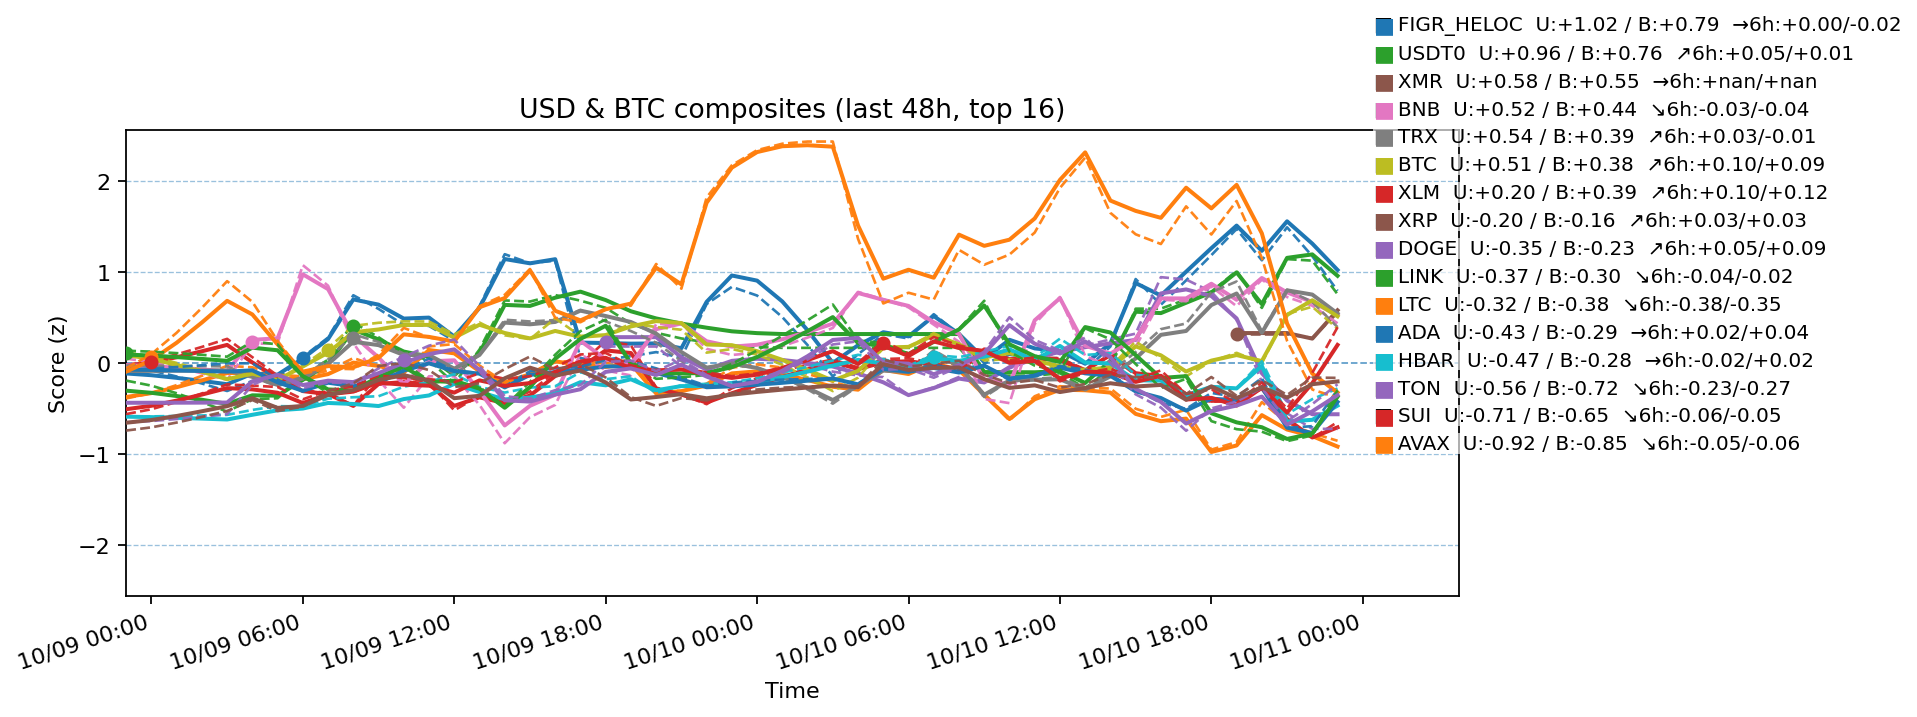 FIGR_HELOC U:+1.02 / B:+0.79 →6h:+0.00/-0.02
USDT0 U:+0.96 / B:+0.76 ↗6h:+0.05/+0.01
XMR U:+0.58 / B:+0.55 →6h:+nan/+nan
BNB U:+0.52 / B:+0.44 ↘6h:-0.03/-0.04
TRX U:+0.54 / B:+0.39 ↗6h:+0.03/-0.01
BTC U:+0.51 / B:+0.38 ↗6h:+0.10/+0.09
XLM U:+0.20 / B:+0.39 ↗6h:+0.10/+0.12
XRP U:-0.20 / B:-0.16 ↗6h:+0.03/+0.03
DOGE U:-0.35 / B:-0.23 ↗6h:+0.05/+0.09
LINK U:-0.37 / B:-0.30 ↘6h:-0.04/-0.02
LTC U:-0.32 / B:-0.38 ↘6h:-0.38/-0.35
ADA U:-0.43 / B:-0.29 →6h:+0.02/+0.04
HBAR U:-0.47 / B:-0.28 →6h:-0.02/+0.02
TON U:-0.56 / B:-0.72 ↘6h:-0.23/-0.27
SUI U:-0.71 / B:-0.65 ↘6h:-0.06/-0.05
AVAX U:-0.92 / B:-0.85 ↘6h:-0.05/-0.06
USD & BTC composites (last 48h, top 16)
Score (z)
2
1
0
−1
−2
10/09 00:00
10/09 06:00
10/09 12:00
10/09 18:00
10/10 00:00
10/10 06:00
10/10 12:00
10/10 18:00
10/11 00:00
Time